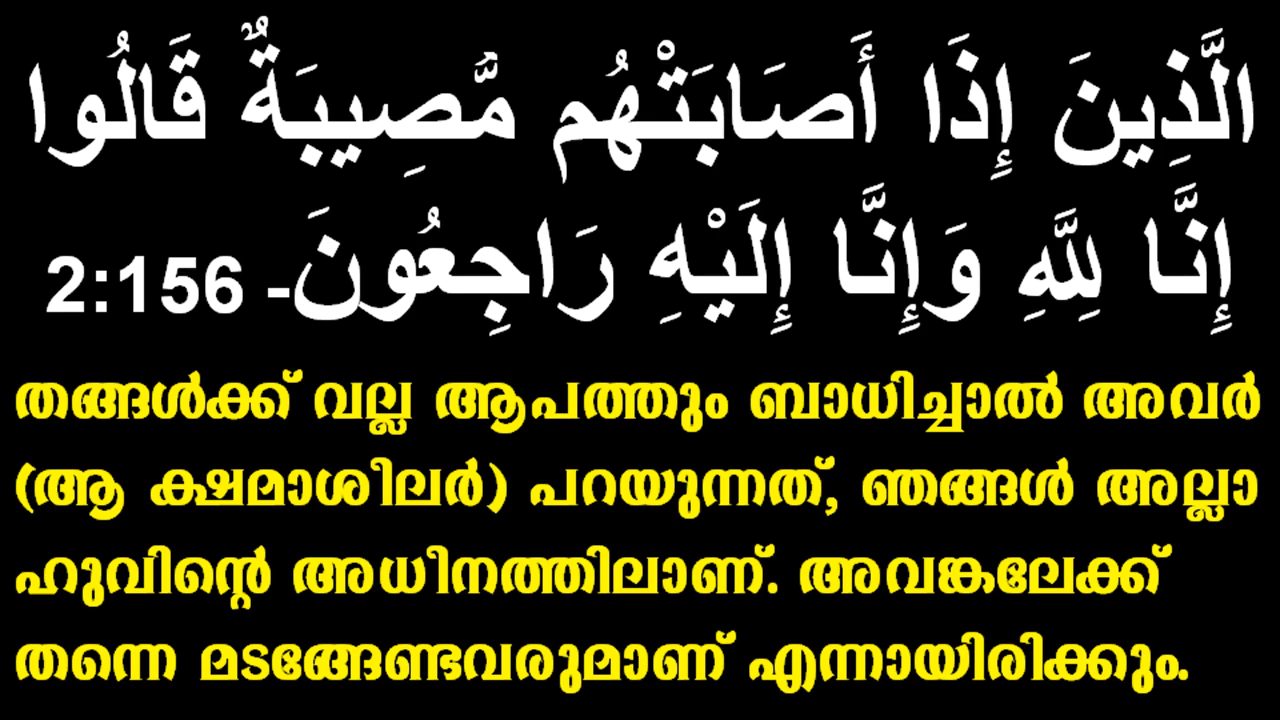 الَّذِينَ إِذَا أَصَابَتْهُم مُّصِيبَةٌ قَالُوا
إِنَّا لِلَّهِ وَإِنَّا إِلَيْهِ رَاجِعُونَ- 2:156
തങ്ങൾക്ക് വല്ല ആപത്തും ബാധിച്ചാൽ അവർ
(ആ ക്ഷമാശീലർ) പറയുന്നത്, ഞങ്ങൾ അല്ലാ
ഹുവിന്റെ അധീനത്തിലാണ്. അവങ്കലേക്ക്
തന്നെ മടങ്ങേണ്ടവരുമാണ് എന്നായിരിക്കും.